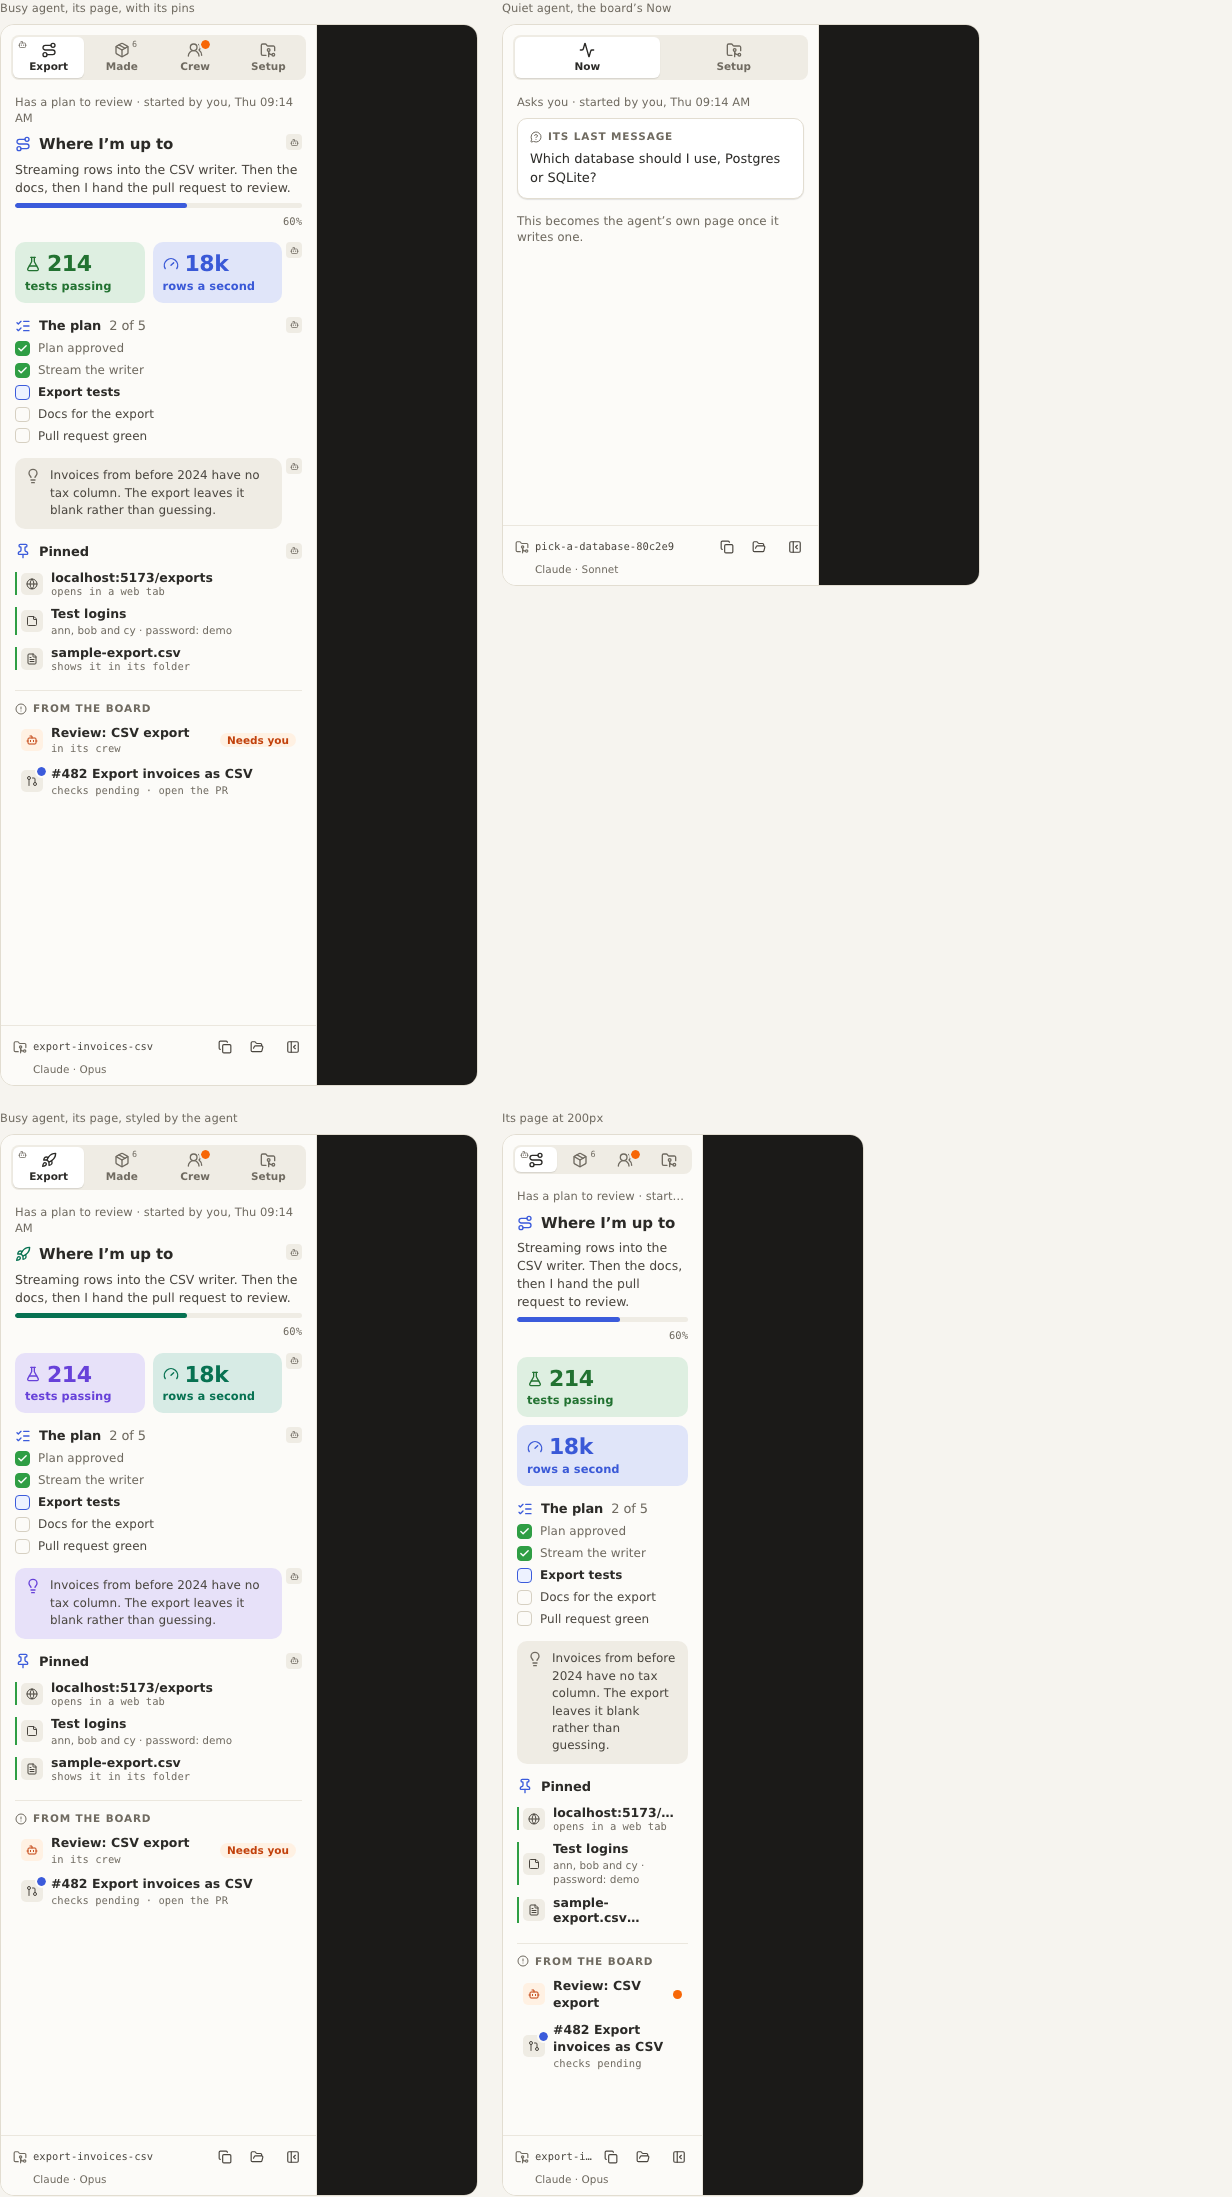 Busy agent, its page, with its pins
Export
Made 6
Crew
Setup
Has a plan to review · started by you, Thu 09:14
AM
Where I’m up to
Streaming rows into the CSV writer. Then the
docs, then I hand the pull request to review.
60%
214
tests passing
18k
rows a second
The plan 2 of 5
Plan approved
Stream the writer
Export tests
Docs for the export
Pull request green
Invoices from before 2024 have no
tax column. The export leaves it
blank rather than guessing.
Pinned
localhost:5173/exports
opens in a web tab
Test logins
ann, bob and cy · password: demo
sample-export.csv
shows it in its folder
FROM THE BOARD
Review: CSV export
in its crew
Needs you
#482 Export invoices as CSV
checks pending · open the PR
export-invoices-csv
Claude · Opus
Quiet agent, the board’s Now
Now
Setup
Asks you · started by you, Thu 09:14 AM
ITS LAST MESSAGE
Which database should I use, Postgres
or SQLite?
This becomes the agent’s own page once it
writes one.
pick-a-database-80c2e9
Claude · Sonnet
Busy agent, its page, styled by the agent
Export
Made 6
Crew
Setup
Has a plan to review · started by you, Thu 09:14
AM
Where I’m up to
Streaming rows into the CSV writer. Then the
docs, then I hand the pull request to review.
60%
214
tests passing
18k
rows a second
The plan 2 of 5
Plan approved
Stream the writer
Export tests
Docs for the export
Pull request green
Invoices from before 2024 have no
tax column. The export leaves it
blank rather than guessing.
Pinned
localhost:5173/exports
opens in a web tab
Test logins
ann, bob and cy · password: demo
sample-export.csv
shows it in its folder
FROM THE BOARD
Review: CSV export
in its crew
Needs you
#482 Export invoices as CSV
checks pending · open the PR
export-invoices-csv
Claude · Opus
Its page at 200px
6
Has a plan to review · start…
Where I’m up to
Streaming rows into the
CSV writer. Then the docs,
then I hand the pull
request to review.
60%
214
tests passing
18k
rows a second
The plan 2 of 5
Plan approved
Stream the writer
Export tests
Docs for the export
Pull request green
Invoices from before
2024 have no tax
column. The export
leaves it blank
rather than
guessing.
Pinned
localhost:5173/…
opens in a web tab
Test logins
ann, bob and cy ·
password: demo
sample-
export.csv…
FROM THE BOARD
Review: CSV
export
#482 Export
invoices as CSV
checks pending
export-i…
Claude · Opus